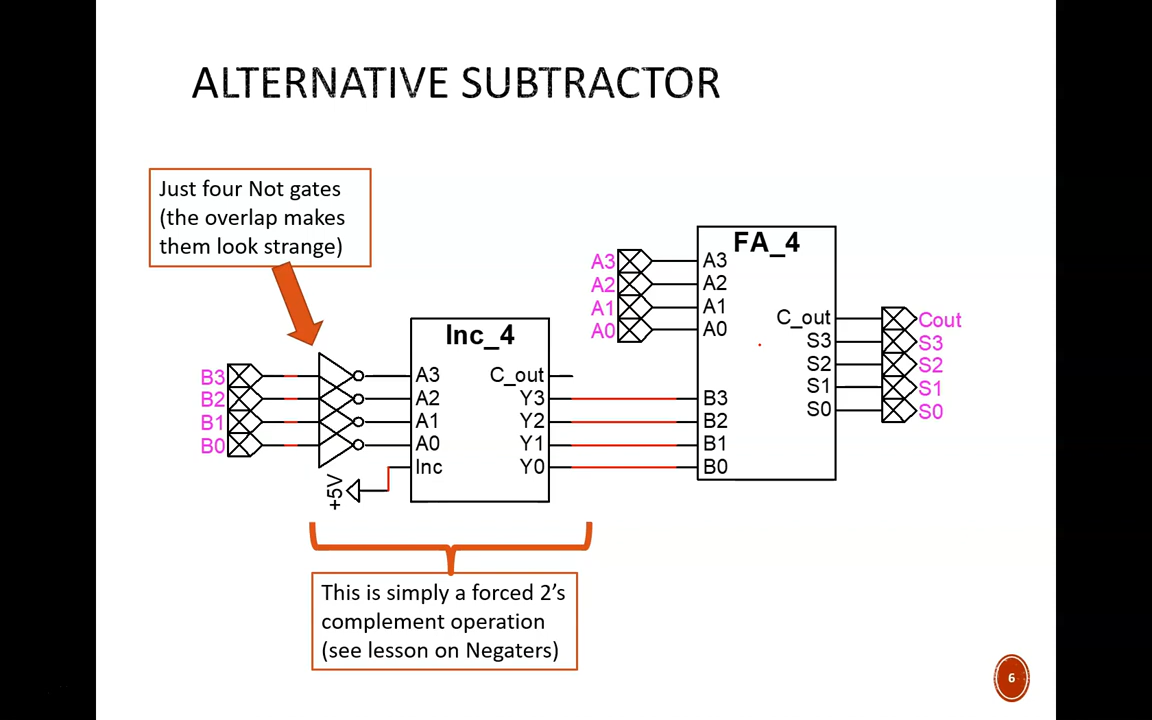 ALTERNATIVE SUBTRACTOR
Just four Not gates
(the overlap makes
them look strange)
B3
B2
B1
B0
+5V
Inc_4
A3
A2
A1
A0
Inc
C_out
Y3
Y2
Y1
Y0
A3
A2
A1
A0
FA_4
A3
A2
A1
A0
B3
B2
B1
B0
C_out
S3
S2
S1
S0
Cout
S3
S2
S1
S0
This is simply a forced 2's
complement operation
(see lesson on Negaters)
6